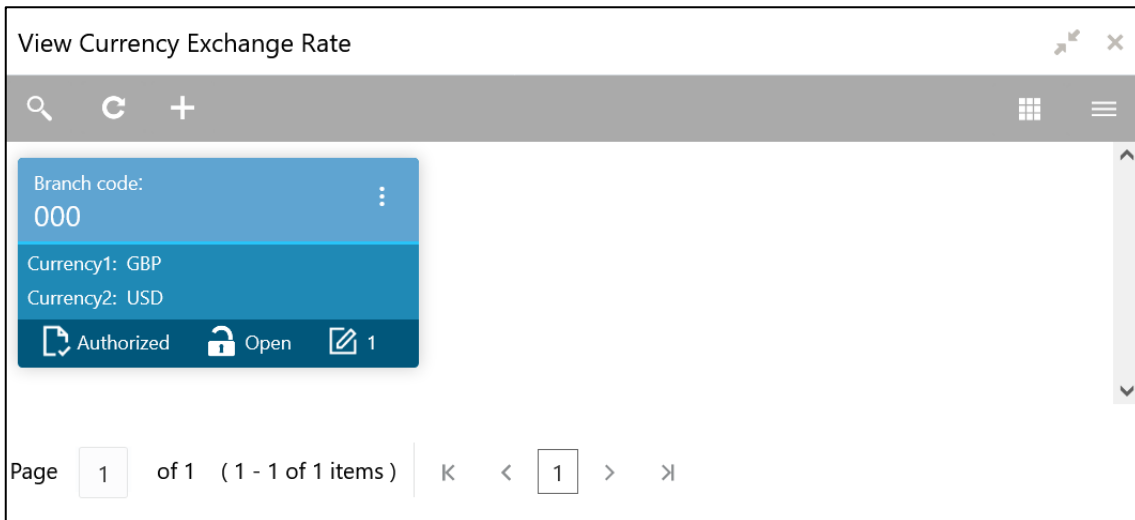 View Currency Exchange Rate
Branch code:
000
Currency1: GBP
Currency2: USD
Authorized Open 1
Page 1 of 1 ( 1 - 1 of 1 items ) 1